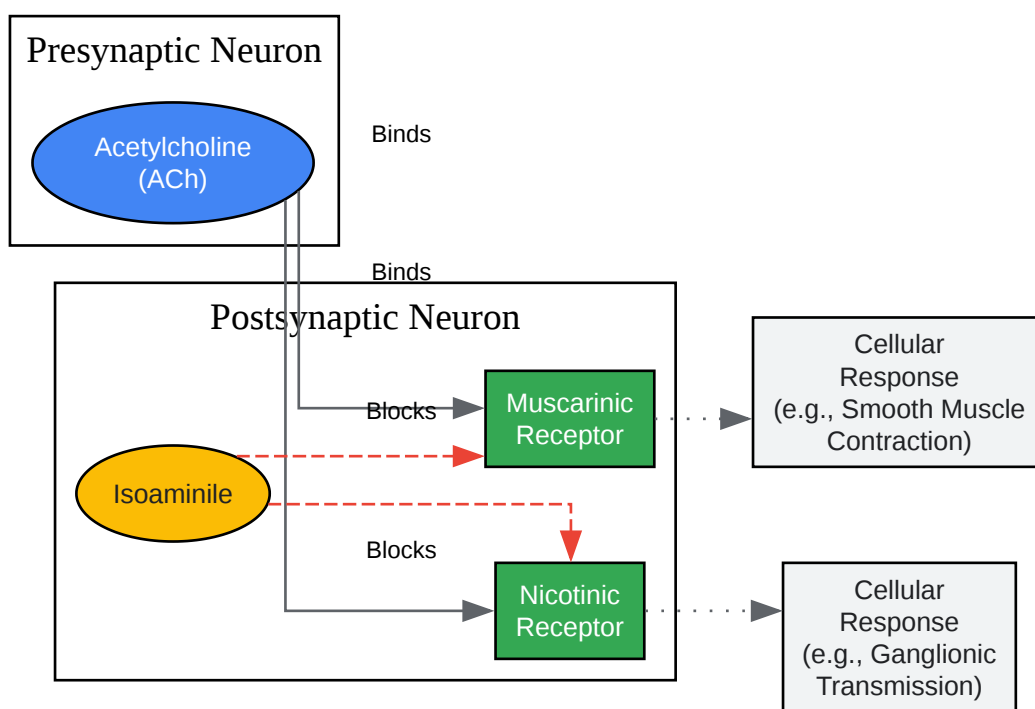 Presynaptic Neuron
Acetylcholine
(ACh)
Binds
Binds
Postsynaptic Neuron
Cellular
Response
(e.g., Smooth Muscle
Contraction)
Muscarinic
Receptor
Blocks
Isoaminile
Blocks
Nicotinic
Receptor
Cellular
Response
(e.g., Ganglionic
Transmission)